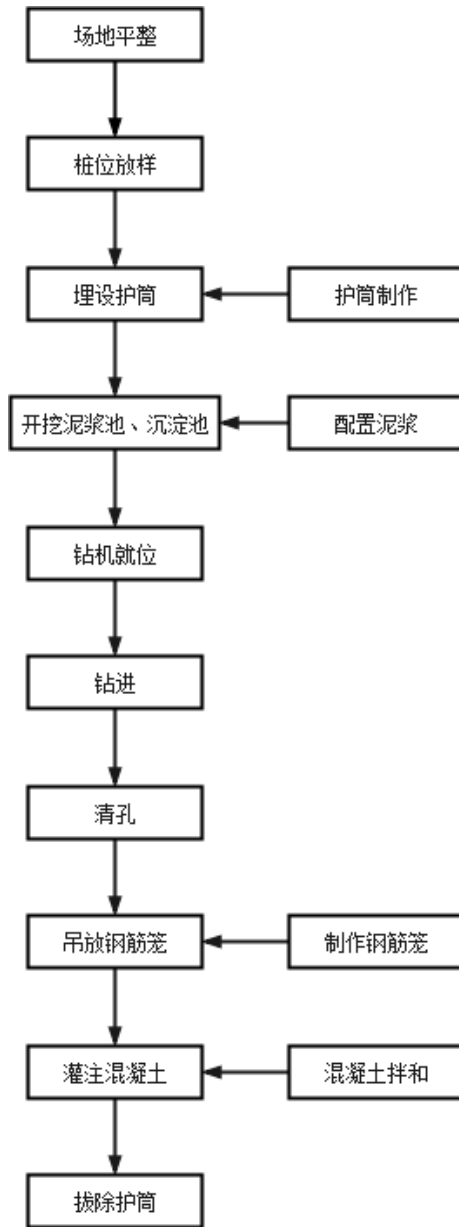 场地平整
桩位放样
埋设护筒
护筒制作
开挖泥浆池、沉淀池
配置泥浆
钻机就位
钻进
清孔
吊放钢筋笼
制作钢筋笼
灌注混凝土
混凝土拌和
拔除护筒